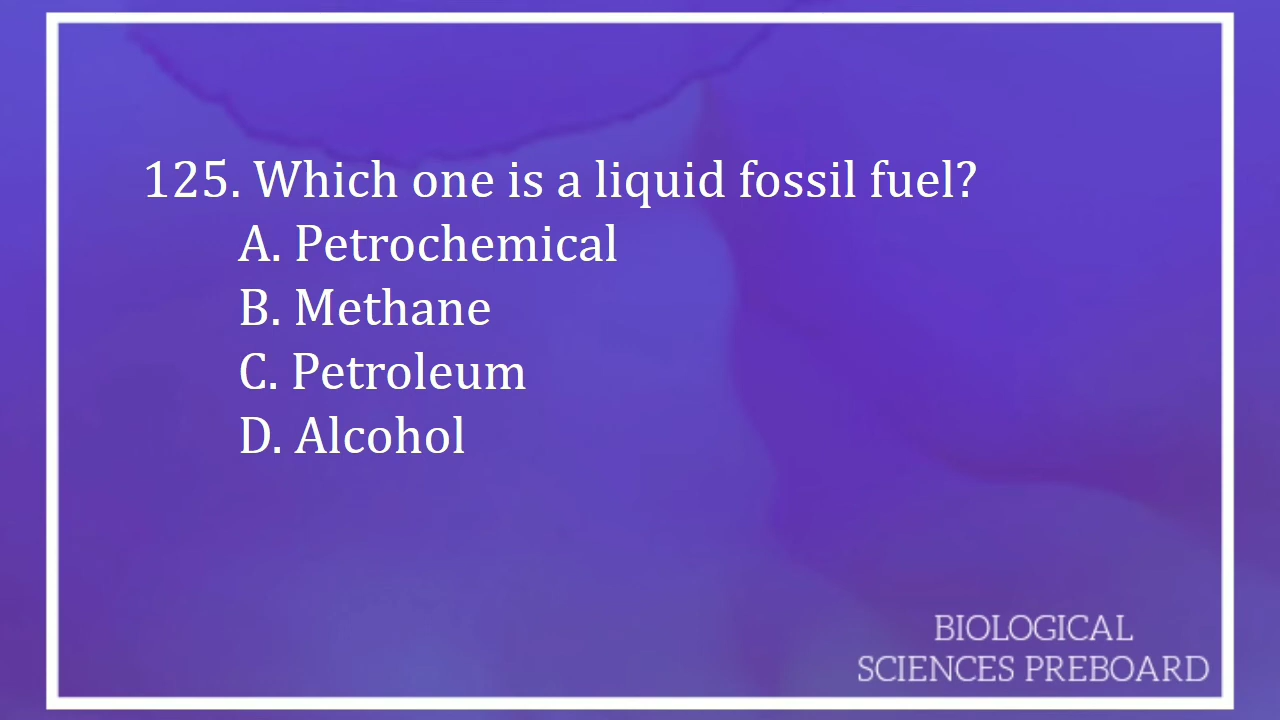 125. Which one is a liquid fossil fuel?
A. Petrochemical
B. Methane
C. Petroleum
D. Alcohol
BIOLOGICAL
SCIENCES PREBOARD